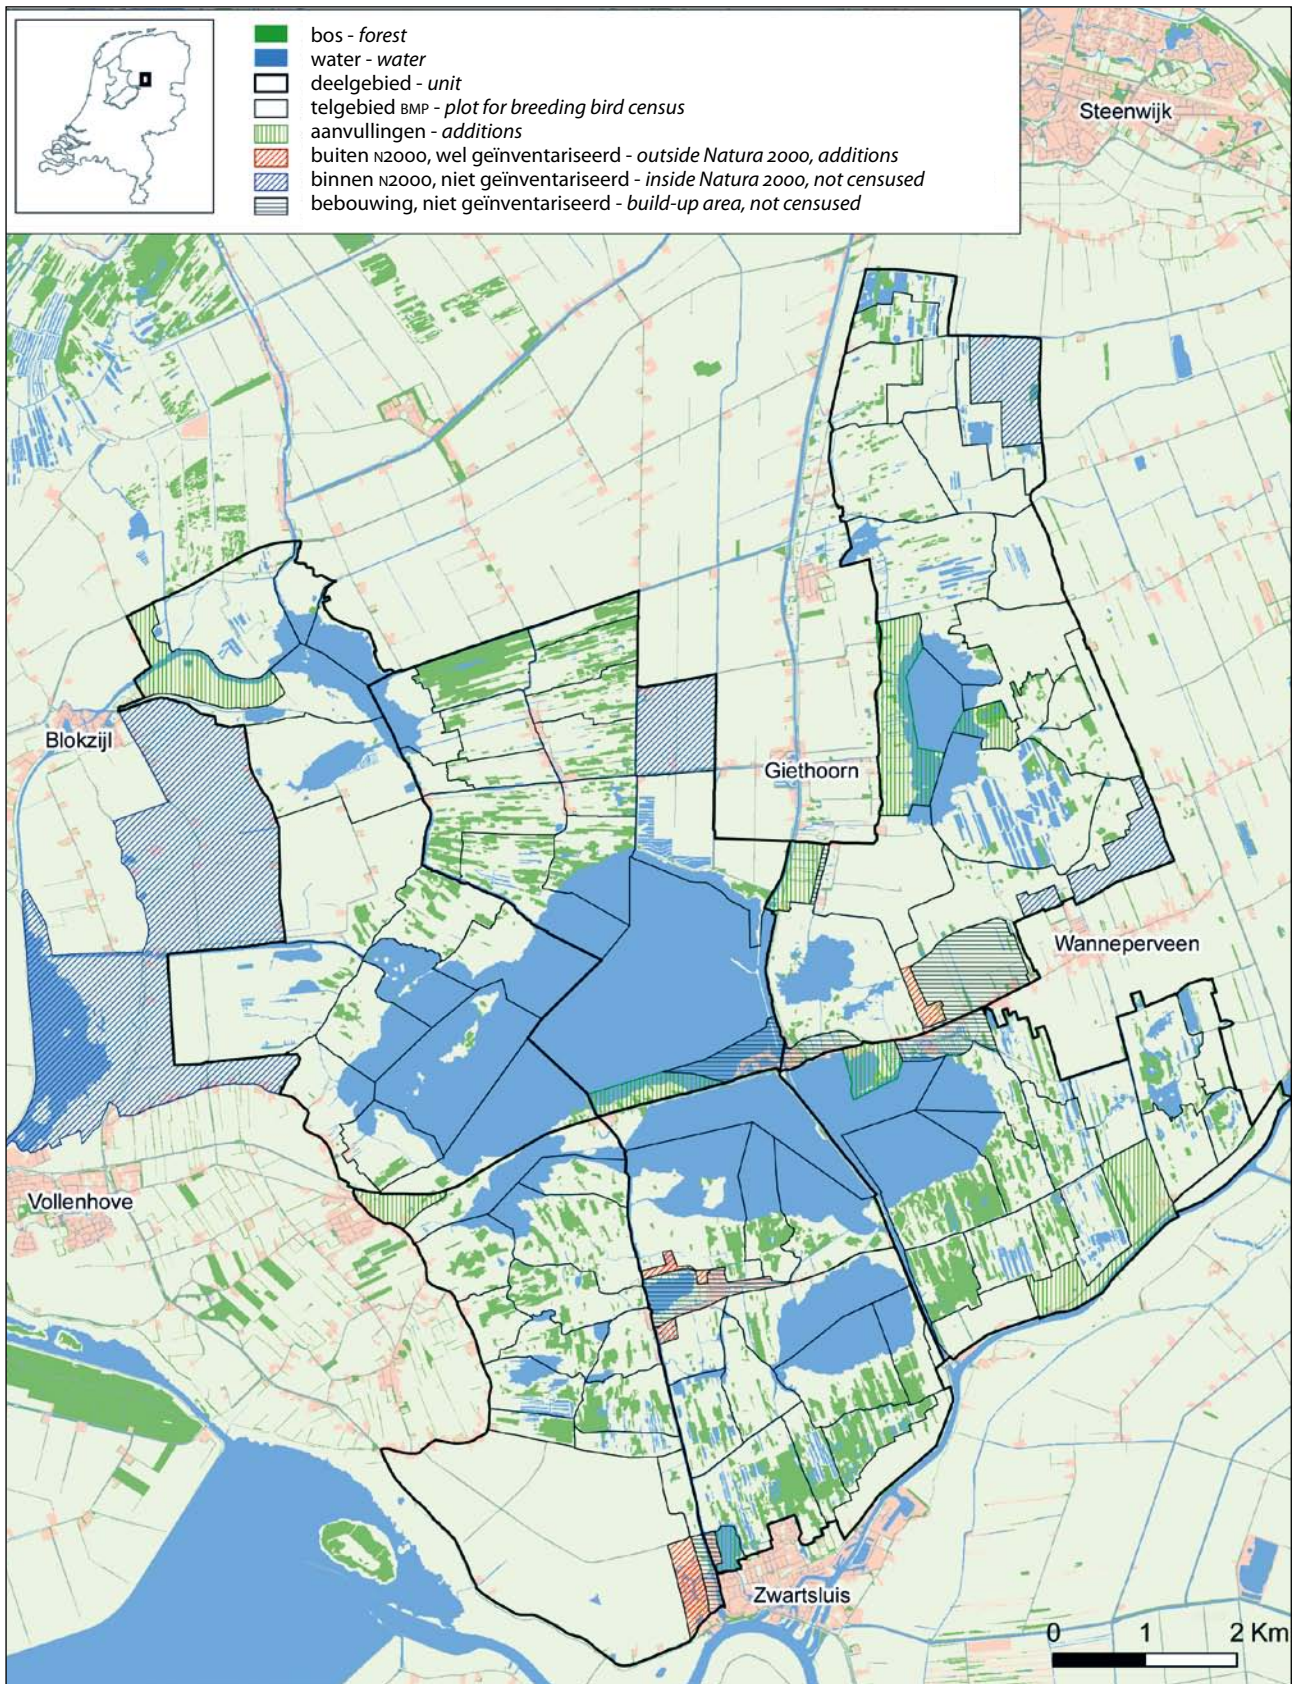 bos - forest
water - water
deelgebied - unit
telgebied BMP - plot for breeding bird census
aanvullingen - additions
buiten N2000, wel geïnventariseerd - outside Natura 2000, additions
binnen N2000, niet geïnventariseerd - inside Natura 2000, not censused
bebouwing, niet geïnventariseerd - build-up area, not censused
Steenwijk
Blokzijl
Giethoorn
Wanneperveen
Vollenhove
Zwartsluis
0 1 2 Km